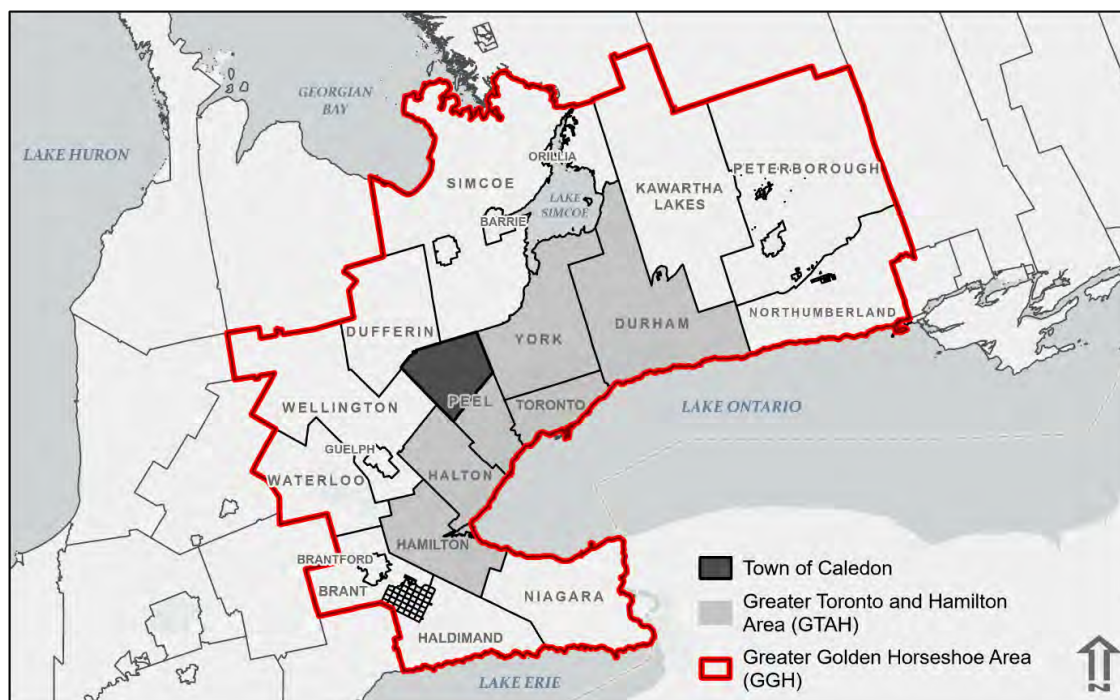 GEORGIAN
BAY
LAKE HURON
ORILLIA
SIMCOE
PETERBOROUGH
KAWARTHA
LAKES
LAKE
SIMCOE
BARRIE
DUFFERIN
YORK
DURHAM
NORTHUMBERLAND
PEEL
TORONTO
LAKE ONTARIO
WELLINGTON
GUELPH
WATERLOO
HALTON
HAMILTON
BRANTFORD
BRANT
NIAGARA
HALDIMAND
LAKE ERIE
Town of Caledon
Greater Toronto and Hamilton
Area (GTAH)
Greater Golden Horseshoe Area
(GGH)
N